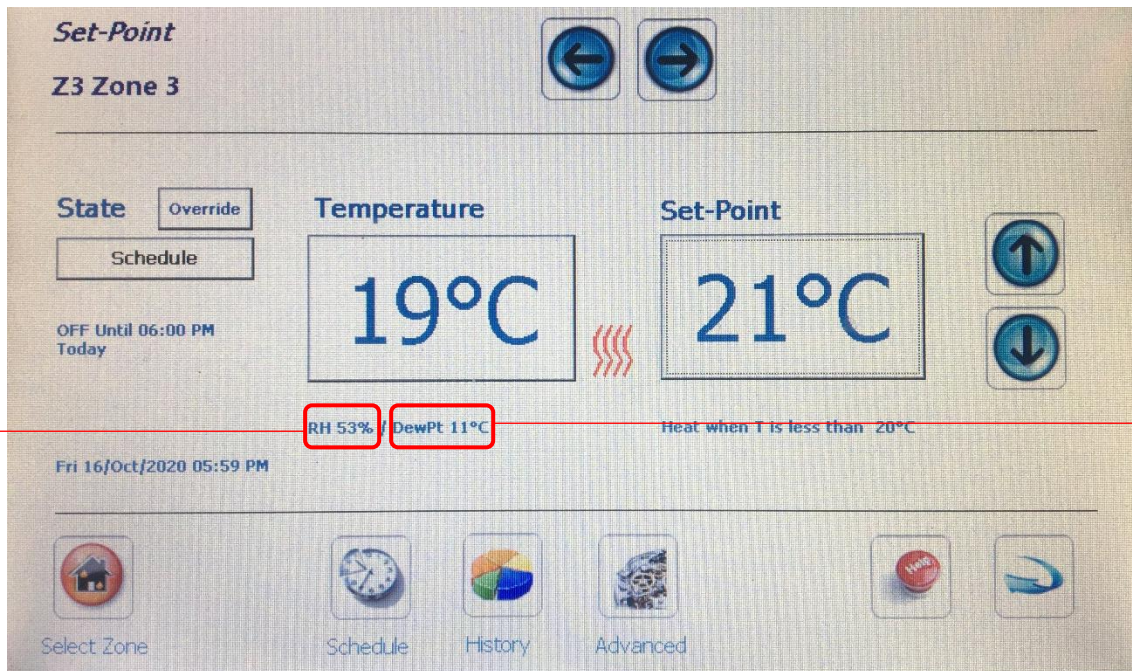 Set-Point
Z3 Zone 3
State Override Temperature Set-Point
Schedule
19°C 21°C
OFF Until 06:00 PM
Today
RH 53% / DewPt 11°C Heat when T is less than 20°C
Fri 16/Oct/2020 05:59 PM
Help
Select Zone Schedule History Advanced